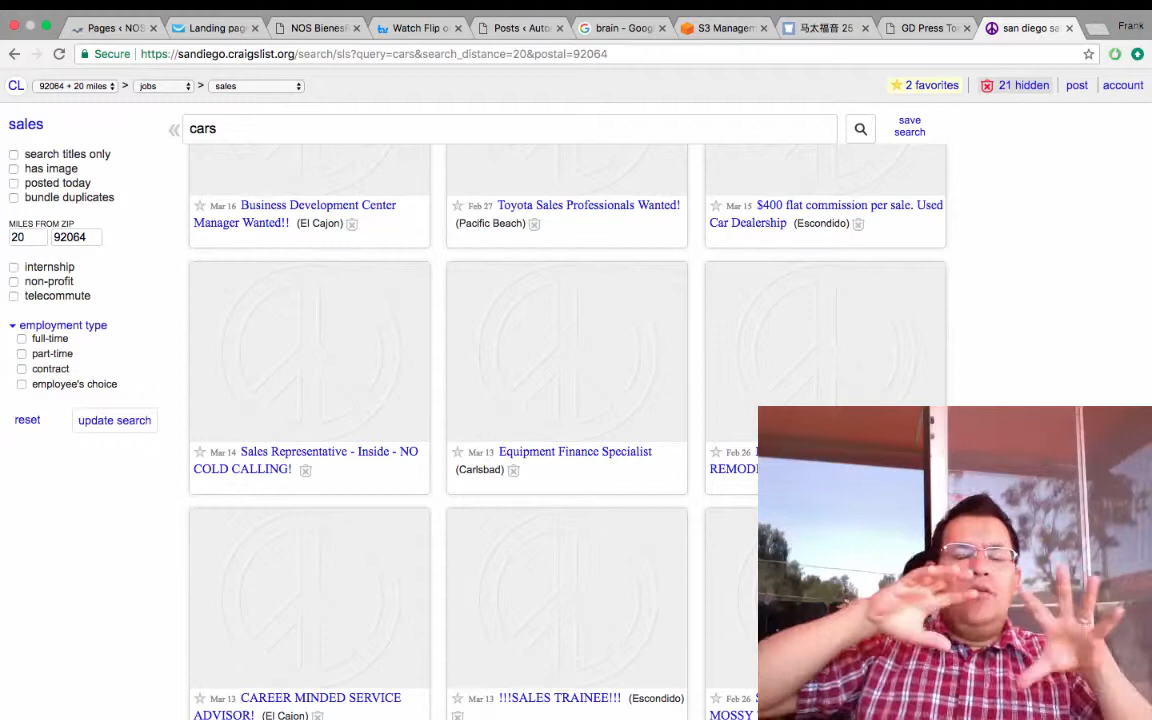 Pages ‹ NOS
Landing page
NOS Bienes
Watch Flip o
Posts ‹ Auto
brain - Goog
S3 Managem
马太福音 25
GD Press To
san diego sa
Frank
Secure
https://sandiego.craigslist.org/search/sls?query=cars&search_distance=20&postal=92064
CL
92064 + 20 miles
>
jobs
>
sales
2 favorites
21 hidden
post
account
sales
cars
save
search
search titles only
has image
posted today
bundle duplicates
MILES FROM ZIP
20
92064
internship
non-profit
telecommute
employment type
full-time
part-time
contract
employee's choice
reset
update search
Mar 16 Business Development Center
Manager Wanted!! (El Cajon)
Feb 27 Toyota Sales Professionals Wanted!
(Pacific Beach)
Mar 15 $400 flat commission per sale. Used
Car Dealership (Escondido)
Mar 14 Sales Representative - Inside - NO
COLD CALLING!
Mar 13 Equipment Finance Specialist
(Carlsbad)
Feb 26
REMOD
Mar 13 CAREER MINDED SERVICE
ADVISOR! (El Cajon)
Mar 13 !!!SALES TRAINEE!!! (Escondido)
Feb 26
MOSSY